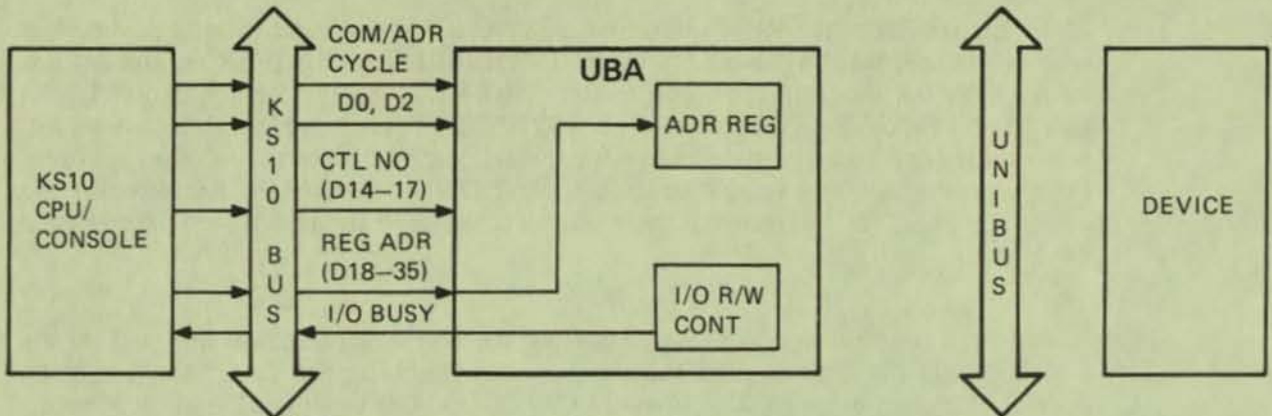 KS10
CPU/
CONSOLE
KS10 BUS
COM/ADR
CYCLE
D0, D2
CTL NO
(D14–17)
REG ADR
(D18–35)
I/O BUSY
UBA
ADR REG
I/O R/W
CONT
UNIBUS
DEVICE